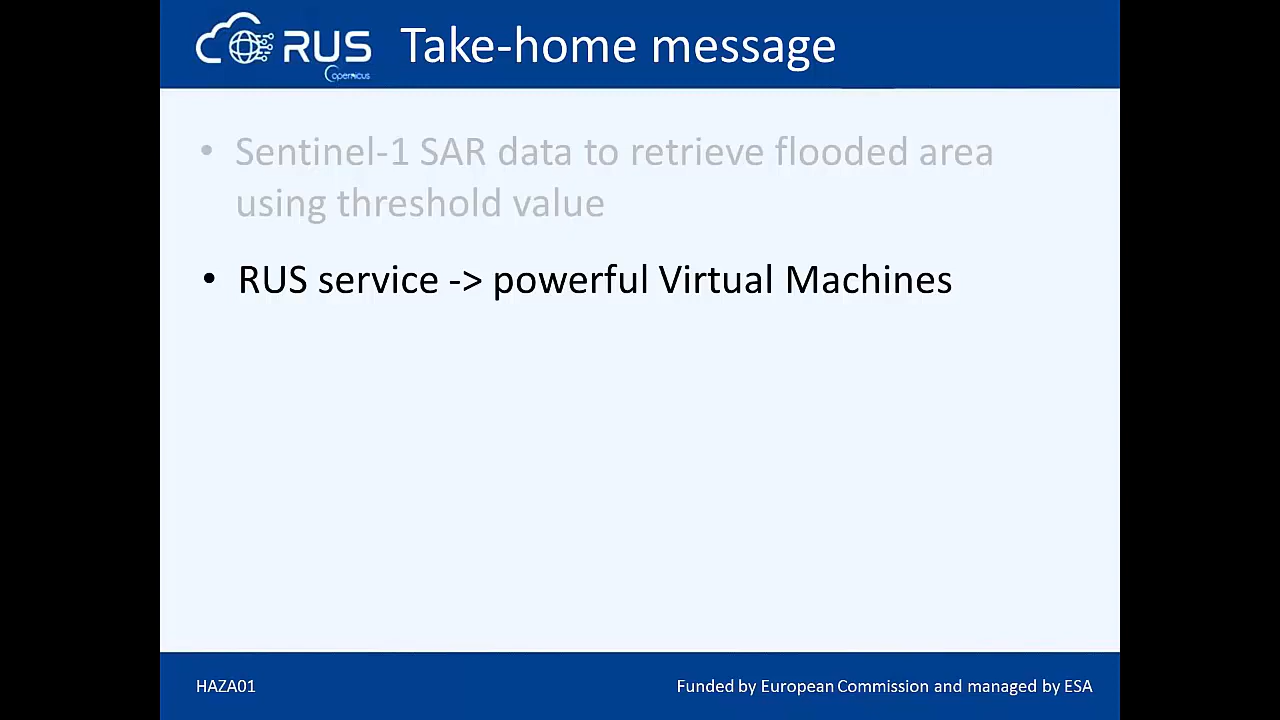 RUS
Copernicus
Take-home message
• Sentinel-1 SAR data to retrieve flooded area
using threshold value
• RUS service -> powerful Virtual Machines
HAZA01
Funded by European Commission and managed by ESA